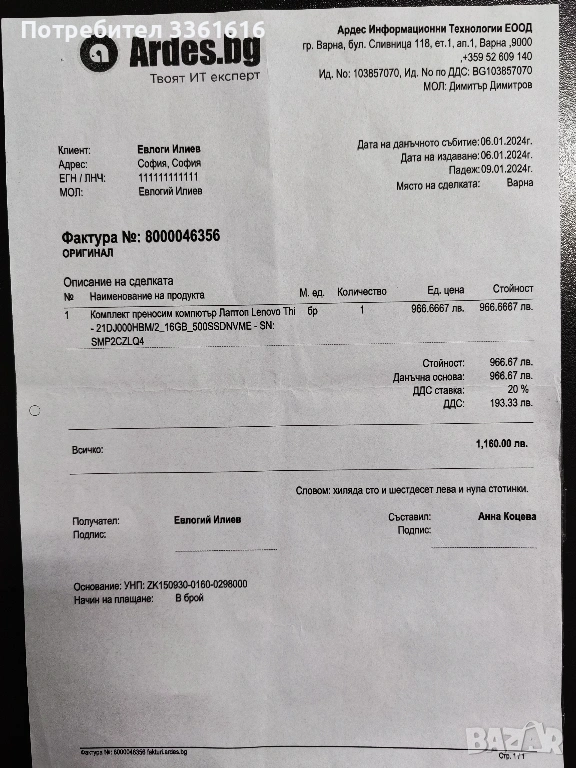 Потребител 3361616
Ardes.bg
Твоят ИТ експерт
Ардес Информационни Технологии ЕООД
гр. Варна, бул. Сливница 118, ет.1, ап.1, Варна ,9000
+359 52 609 140
Ид. No: 103857070, Ид. No по ДДС: BG103857070
МОЛ: Димитър Димитров
Клиент: Евлоги Илиев
Адрес: София, София
ЕГН / ЛНЧ: 111111111111
МОЛ: Евлогий Илиев
Дата на данъчното събитие: 06.01.2024г.
Дата на издаване: 06.01.2024г.
Падеж: 09.01.2024г.
Място на сделката: Варна
Фактура №: 8000046356
ОРИГИНАЛ
Описание на сделката
№ Наименование на продукта М. ед. Количество Ед. цена Стойност
1 Комплект преносим компютър Лаптоп Lenovo Thi бр 1 966.6667 лв. 966.6667 лв.
- 21DJ000HBM/2_16GB_500SSDNVME - SN:
SMP2CZLQ4
Стойност: 966.67 лв.
Данъчна основа: 966.67 лв.
ДДС ставка: 20 %
ДДС: 193.33 лв.
Всичко: 1,160.00 лв.
Словом: хиляда сто и шестдесет лева и нула стотинки.
Получател: Евлогий Илиев
Подпис:
Съставил: Анна Коцева
Подпис:
Основание: УНП: ZK150930-0160-0298000
Начин на плащане: В брой
Фактура №: 8000046356 fakturi.ardes.bg
Стр. 1 / 1
BAZAR